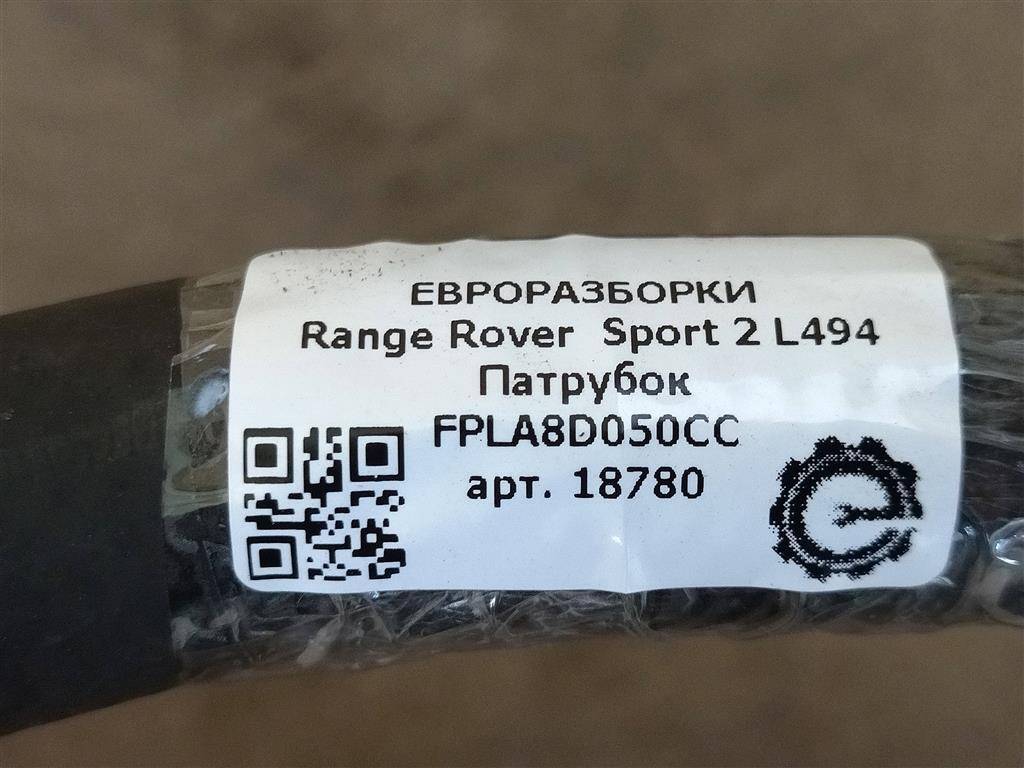 ЕВРОРАЗБОРКИ
Range Rover Sport 2 L494
Патрубок
FPLA8D050CC
арт. 18780